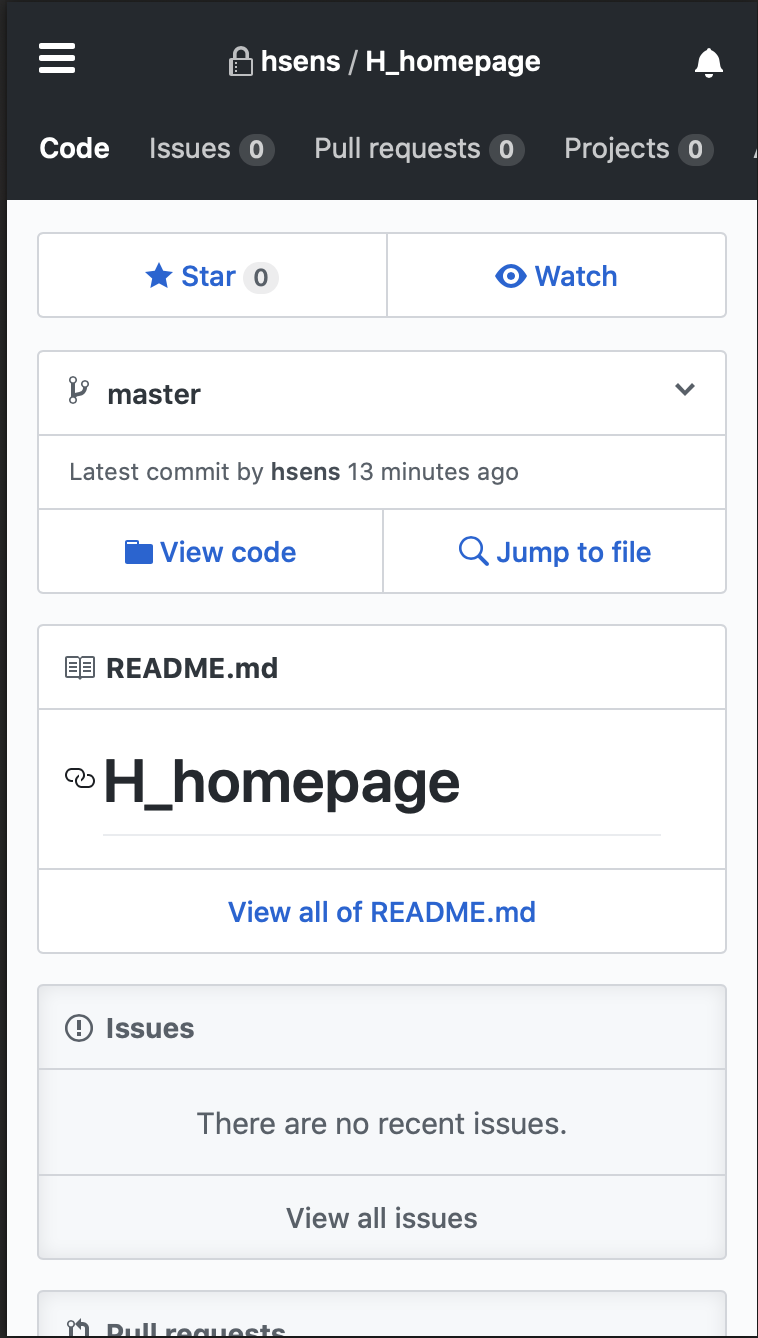 hsens / H_homepage
Code Issues 0 Pull requests 0 Projects 0
Star 0 Watch
master
Latest commit by hsens 13 minutes ago
View code Jump to file
README.md
H_homepage
View all of README.md
Issues
There are no recent issues.
View all issues
Pull requests